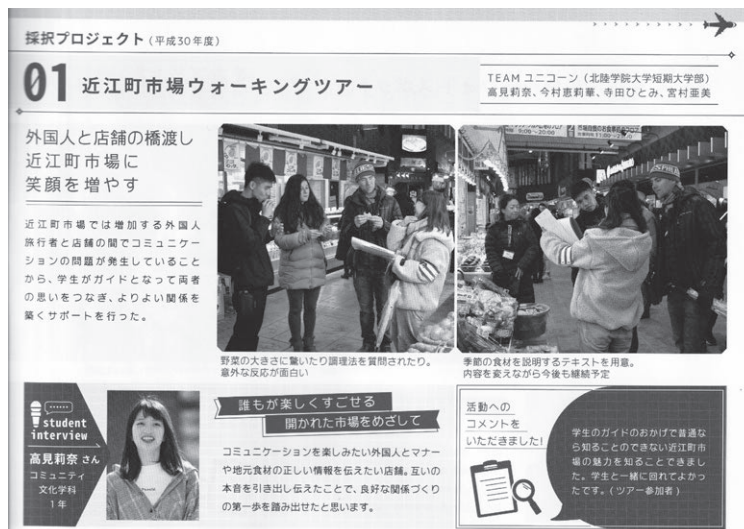 採択プロジェクト(平成30年度)
01 近江町市場ウォーキングツアー
TEAM ユニコーン(北陸学院大学短期大学部)
高見莉奈、今村恵莉華、寺田ひとみ、宮村亜美
外国人と店舗の橋渡し
近江町市場に
笑顔を増やす
近江町市場では増加する外国人
旅行者と店舗の間でコミュニケー
ションの問題が発生していること
から、学生がガイドとなって両者
の思いをつなぎ、よりよい関係を
築くサポートを行った。
野菜の大きさに驚いたり調理法を質問されたり。
意外な反応が面白い
季節の食材を説明するテキストを用意。
内容を変えながら今後も継続予定
student
interview
高見莉奈 さん
コミュニティ
文化学科
1年
誰もが楽しくすごせる
開かれた市場をめざして
コミュニケーションを楽しみたい外国人とマナー
や地元食材の正しい情報を伝えたい店舗。互いの
本音を引き出し伝えたことで、良好な関係づくり
の第一歩を踏み出せたと思います。
活動への
コメントを
いただきました!
学生のガイドのおかげで普通な
ら知ることのできない近江町市
場の魅力を知ることできまし
た。学生と一緒に回れてよかっ
たです。(ツアー参加者)